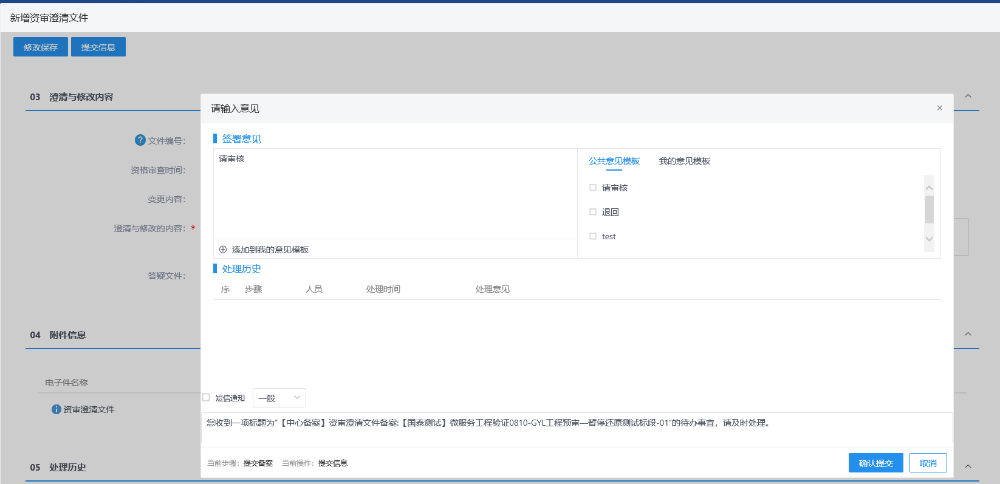 新增资审澄清文件
修改保存 提交信息
03 澄清与修改内容
文件编号：
资格审查时间：
变更内容：
澄清与修改的内容： *
答疑文件：
04 附件信息
电子件名称
资审澄清文件
05 处理历史
请输入意见
签署意见
请审核
添加到我的意见模板
公共意见模板 我的意见模板
请审核
退回
test
处理历史
序 步骤 人员 处理时间 处理意见
短信通知 一般
您收到一项标题为“【中心备案】资审澄清文件备案:【国泰测试】微服务工程验证0810-GYL工程预审—暂停还原测试标段-01”的待办事宜，请及时处理。
当前步骤：提交备案 当前操作：提交信息
确认提交 取消